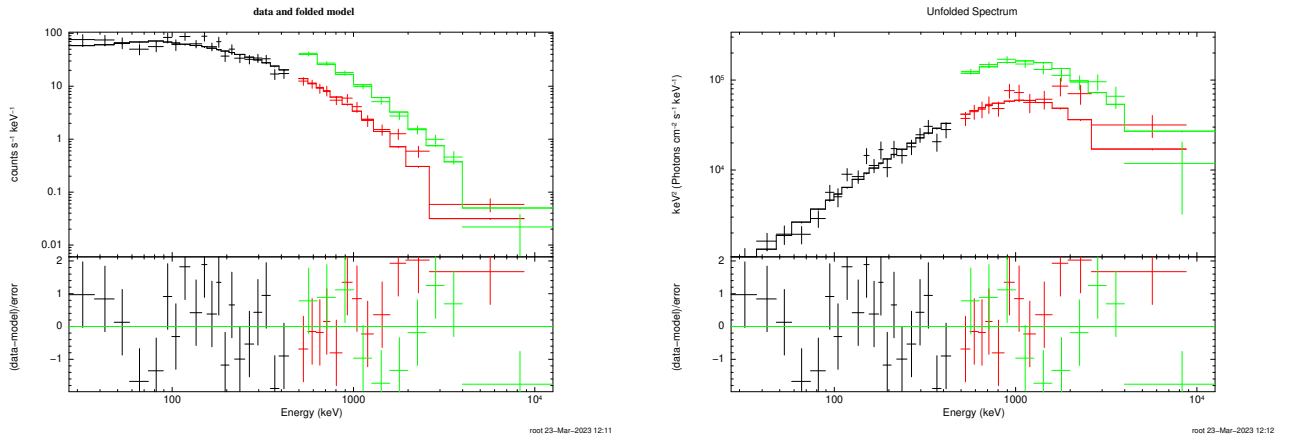 data and folded model
counts s⁻¹ keV⁻¹
100
10
1
0.1
0.01
(data−model)/error
2
1
0
−1
100
1000
10⁴
Energy (keV)
root 23−Mar−2023 12:11
Unfolded Spectrum
keV² (Photons cm⁻² s⁻¹ keV⁻¹)
10⁵
10⁴
(data−model)/error
2
1
0
−1
100
1000
10⁴
Energy (keV)
root 23−Mar−2023 12:12